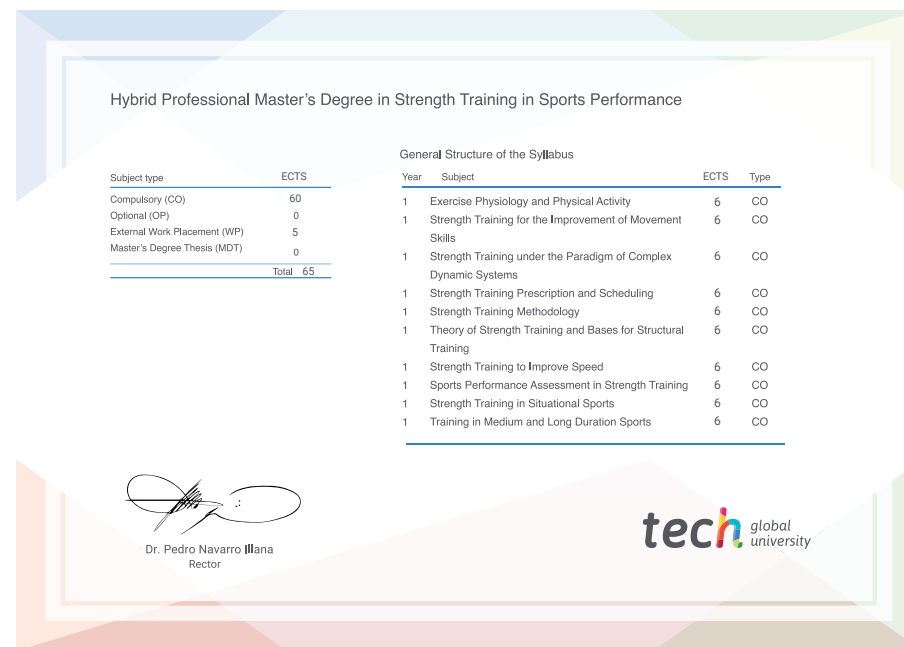 Hybrid Professional Master's Degree in Strength Training in Sports Performance
Subject type ECTS
Compulsory (CO) 60
Optional (OP) 0
External Work Placement (WP) 5
Master's Degree Thesis (MDT) 0
Total 65
General Structure of the Syllabus
Year Subject ECTS Type
1 Exercise Physiology and Physical Activity 6 CO
1 Strength Training for the Improvement of Movement 6 CO
Skills
1 Strength Training under the Paradigm of Complex 6 CO
Dynamic Systems
1 Strength Training Prescription and Scheduling 6 CO
1 Strength Training Methodology 6 CO
1 Theory of Strength Training and Bases for Structural 6 CO
Training
1 Strength Training to Improve Speed 6 CO
1 Sports Performance Assessment in Strength Training 6 CO
1 Strength Training in Situational Sports 6 CO
1 Training in Medium and Long Duration Sports 6 CO
Dr. Pedro Navarro Illana
Rector
tech global
university